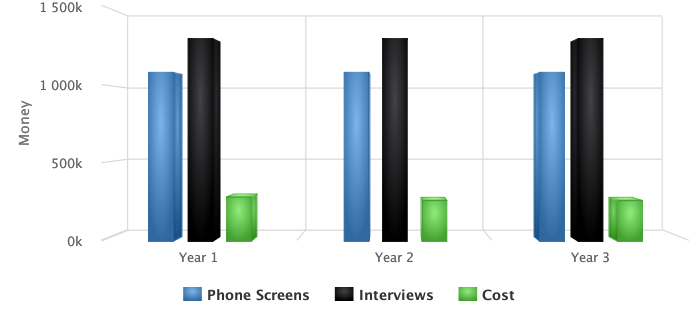 1 500k
1 000k
500k
0k
Money
Year 1
Year 2
Year 3
Phone Screens
Interviews
Cost